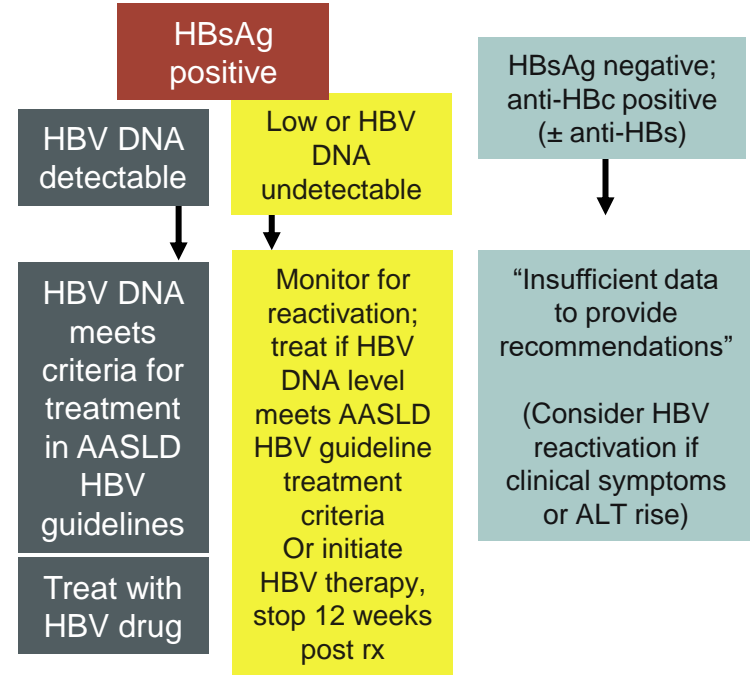 HBsAg
positive
HBV DNA
detectable
Low or HBV
DNA
undetectable
HBsAg negative;
anti-HBc positive
(± anti-HBs)
HBV DNA
meets
criteria for
treatment
in AASLD
HBV
guidelines
Treat with
HBV drug
Monitor for
reactivation;
treat if HBV
DNA level
meets AASLD
HBV guideline
treatment
criteria
Or initiate
HBV therapy,
stop 12 weeks
post rx
“Insufficient data
to provide
recommendations”
(Consider HBV
reactivation if
clinical symptoms
or ALT rise)